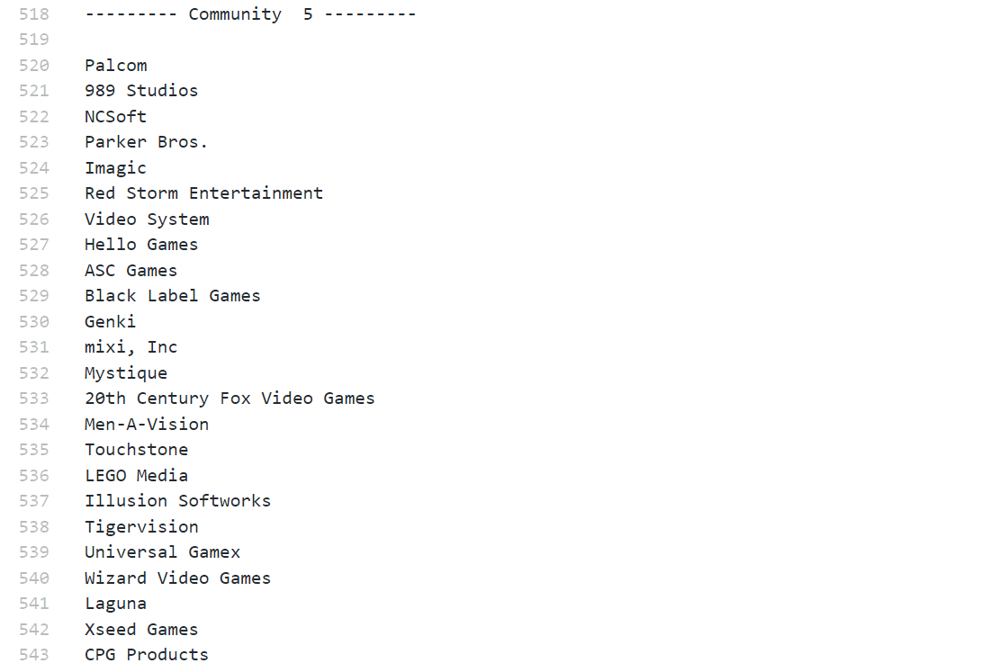 518 --------- Community  5 ---------
519
520 Palcom
521 989 Studios
522 NCSoft
523 Parker Bros.
524 Imagic
525 Red Storm Entertainment
526 Video System
527 Hello Games
528 ASC Games
529 Black Label Games
530 Genki
531 mixi, Inc
532 Mystique
533 20th Century Fox Video Games
534 Men-A-Vision
535 Touchstone
536 LEGO Media
537 Illusion Softworks
538 Tigervision
539 Universal Gamex
540 Wizard Video Games
541 Laguna
542 Xseed Games
543 CPG Products